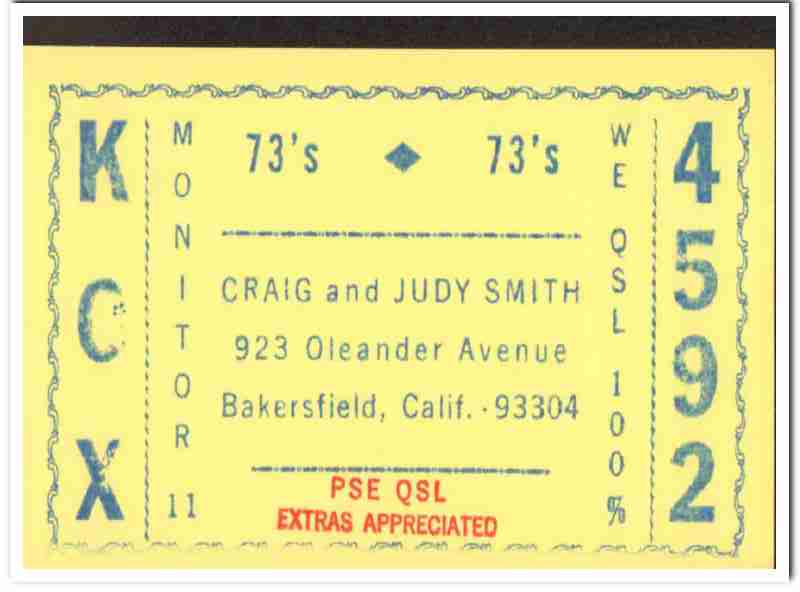 KCX
MONITOR 11
73's 73's
CRAIG and JUDY SMITH
923 Oleander Avenue
Bakersfield, Calif. · 93304
PSE QSL
EXTRAS APPRECIATED
WE QSL 100%
4592